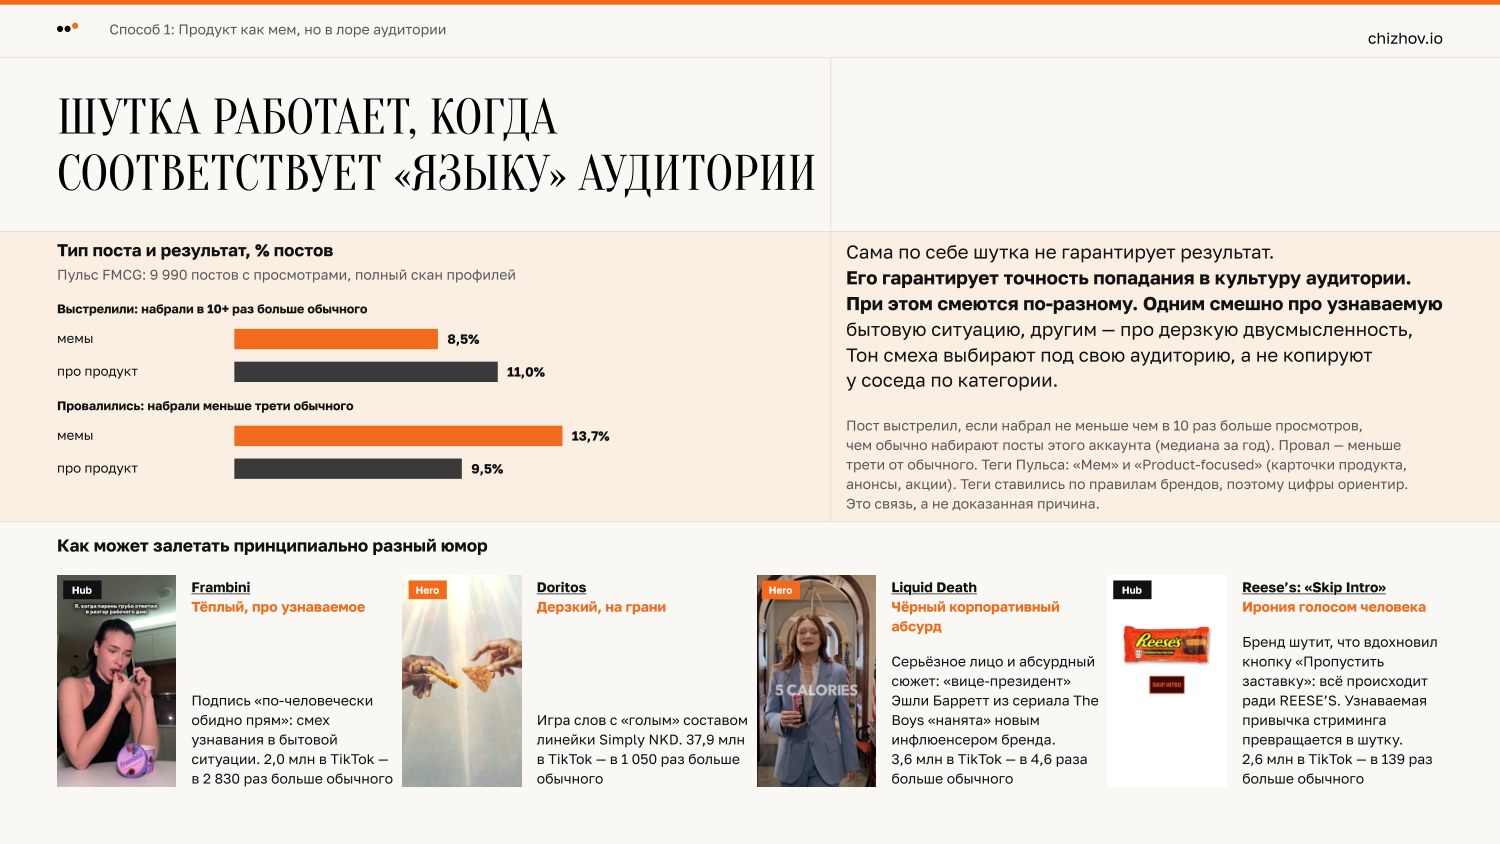 Способ 1: Продукт как мем, но в лоре аудитории
chizhov.io
ШУТКА РАБОТАЕТ, КОГДА
СООТВЕТСТВУЕТ «ЯЗЫКУ» АУДИТОРИИ
Тип поста и результат, % постов
Пульс FMCG: 9 990 постов с просмотрами, полный скан профилей
Выстрелили: набрали в 10+ раз больше обычного
мемы 8,5%
про продукт 11,0%
Провалились: набрали меньше трети обычного
мемы 13,7%
про продукт 9,5%
Сама по себе шутка не гарантирует результат.
Его гарантирует точность попадания в культуру аудитории.
При этом смеются по-разному. Одним смешно про узнаваемую
бытовую ситуацию, другим — про дерзкую двусмысленность,
Тон смеха выбирают под свою аудиторию, а не копируют
у соседа по категории.
Пост выстрелил, если набрал не меньше чем в 10 раз больше просмотров,
чем обычно набирают посты этого аккаунта (медиана за год). Провал — меньше
трети от обычного. Теги Пульса: «Мем» и «Product-focused» (карточки продукта,
анонсы, акции). Теги ставились по правилам брендов, поэтому цифры ориентир.
Это связь, а не доказанная причина.
Как может залетать принципиально разный юмор
Hub
Я, когда парень грубо ответил
в разгар рабочего дня:
Frambini
Тёплый, про узнаваемое
Подпись «по-человечески
обидно прям»: смех
узнавания в бытовой
ситуации. 2,0 млн в TikTok —
в 2 830 раз больше обычного
Hero
Doritos
Дерзкий, на грани
Игра слов с «голым» составом
линейки Simply NKD. 37,9 млн
в TikTok — в 1 050 раз больше
обычного
Hero
5 CALORIES
Liquid Death
Чёрный корпоративный
абсурд
Серьёзное лицо и абсурдный
сюжет: «вице-президент»
Эшли Барретт из сериала The
Boys «нанята» новым
инфлюенсером бренда.
3,6 млн в TikTok — в 4,6 раза
больше обычного
Hub
Reese's
SKIP INTRO
Reese’s: «Skip Intro»
Ирония голосом человека
Бренд шутит, что вдохновил
кнопку «Пропустить
заставку»: всё происходит
ради REESE’S. Узнаваемая
привычка стриминга
превращается в шутку.
2,6 млн в TikTok — в 139 раз
больше обычного